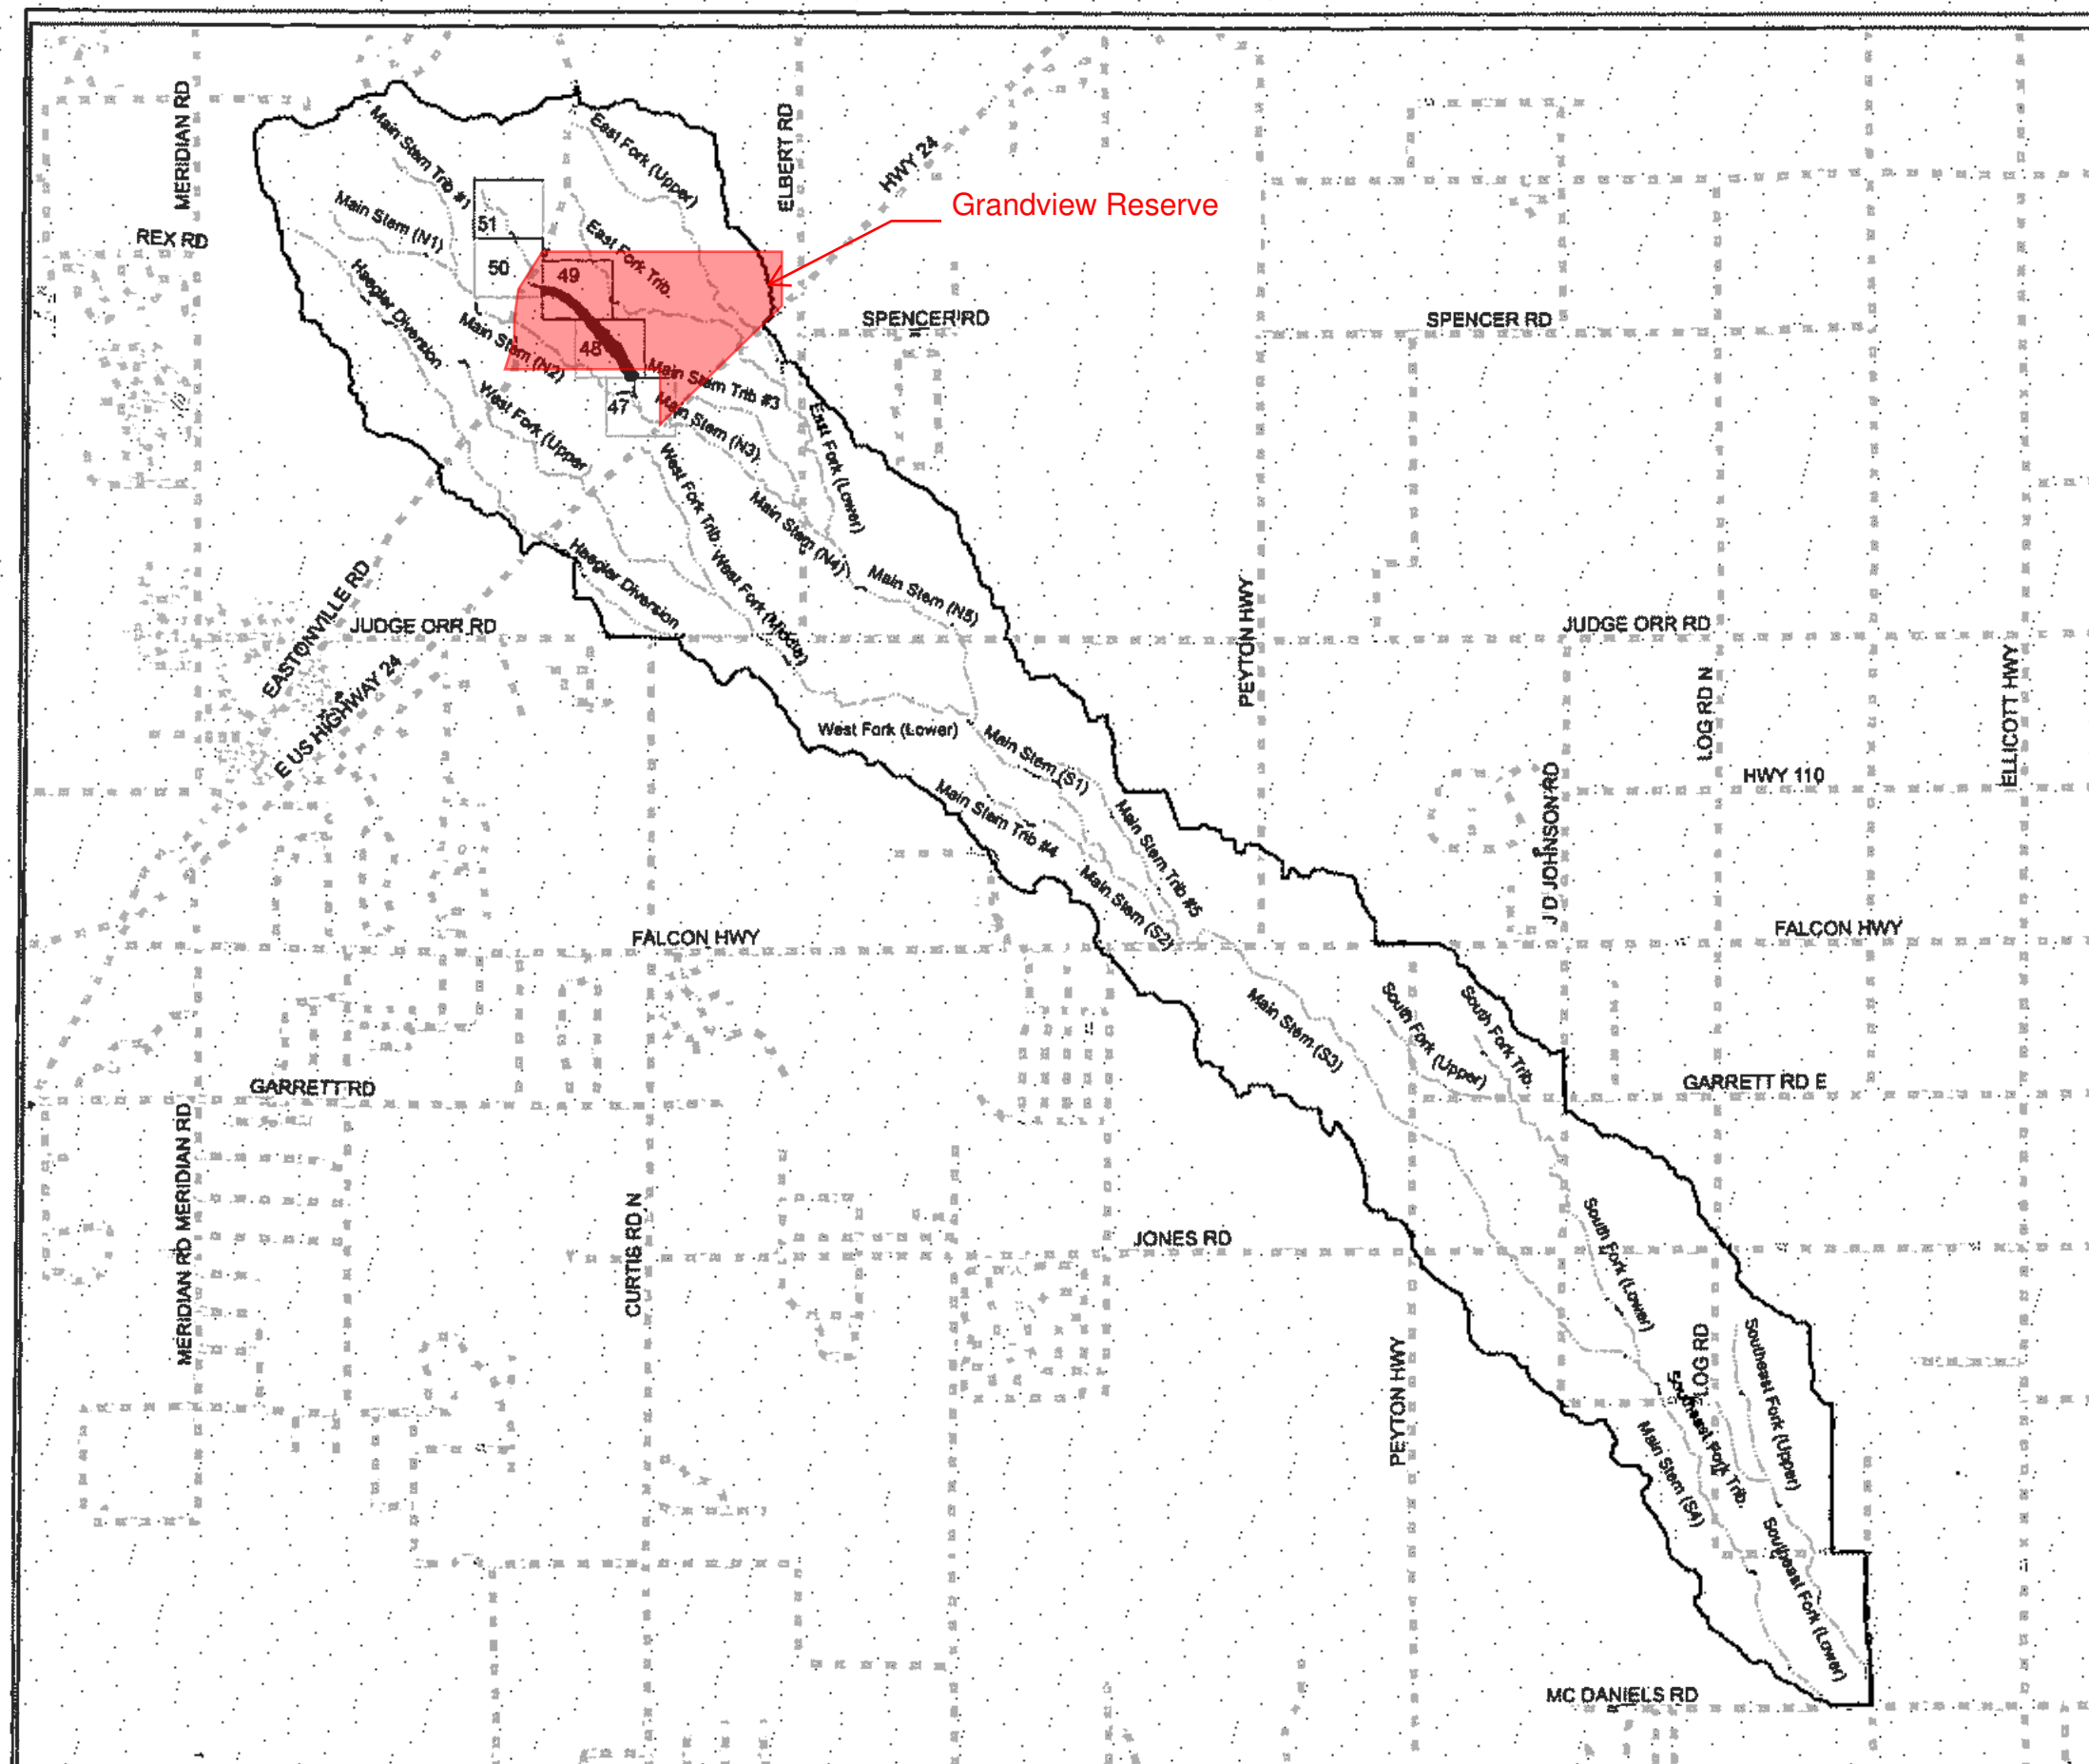 MERIDIAN RD
Main Stem Trib #1
East Fork (Upper)
ELBERT RD
HWY 24
Grandview Reserve
Main Stem (N1)
REX RD
51
East Fork Trib.
50
49
Haegler Diversion
SPENCER RD
SPENCER RD
Main Stem (N2)
48
Main Stem Trib #3
47
Main Stem (N3)
West Fork (Upper)
East Fork (Lower)
West Fork Trib.
Main Stem (N4)
Haegler Diversion
West Fork (Middle)
Main Stem (N5)
EASTONVILLE RD
JUDGE ORR RD
PEYTON HWY
JUDGE ORR RD
E US HIGHWAY 24
LOG RD N
ELLICOTT HWY
West Fork (Lower)
Main Stem (S1)
HWY 110
Main Stem Trib #4
Main Stem Trib #5
J D JOHNSON RD
Main Stem (S2)
FALCON HWY
FALCON HWY
Main Stem (S3)
South Fork (Upper)
South Fork Trib.
GARRETT RD
GARRETT RD E
MERIDIAN RD MERIDIAN RD
CURTIS RD N
JONES RD
South Fork (Lower)
PEYTON HWY
LOG RD
Southeast Fork (Upper)
Southeast Fork Trib.
Main Stem (S4)
Southeast Fork (Lower)
MC DANIELS RD